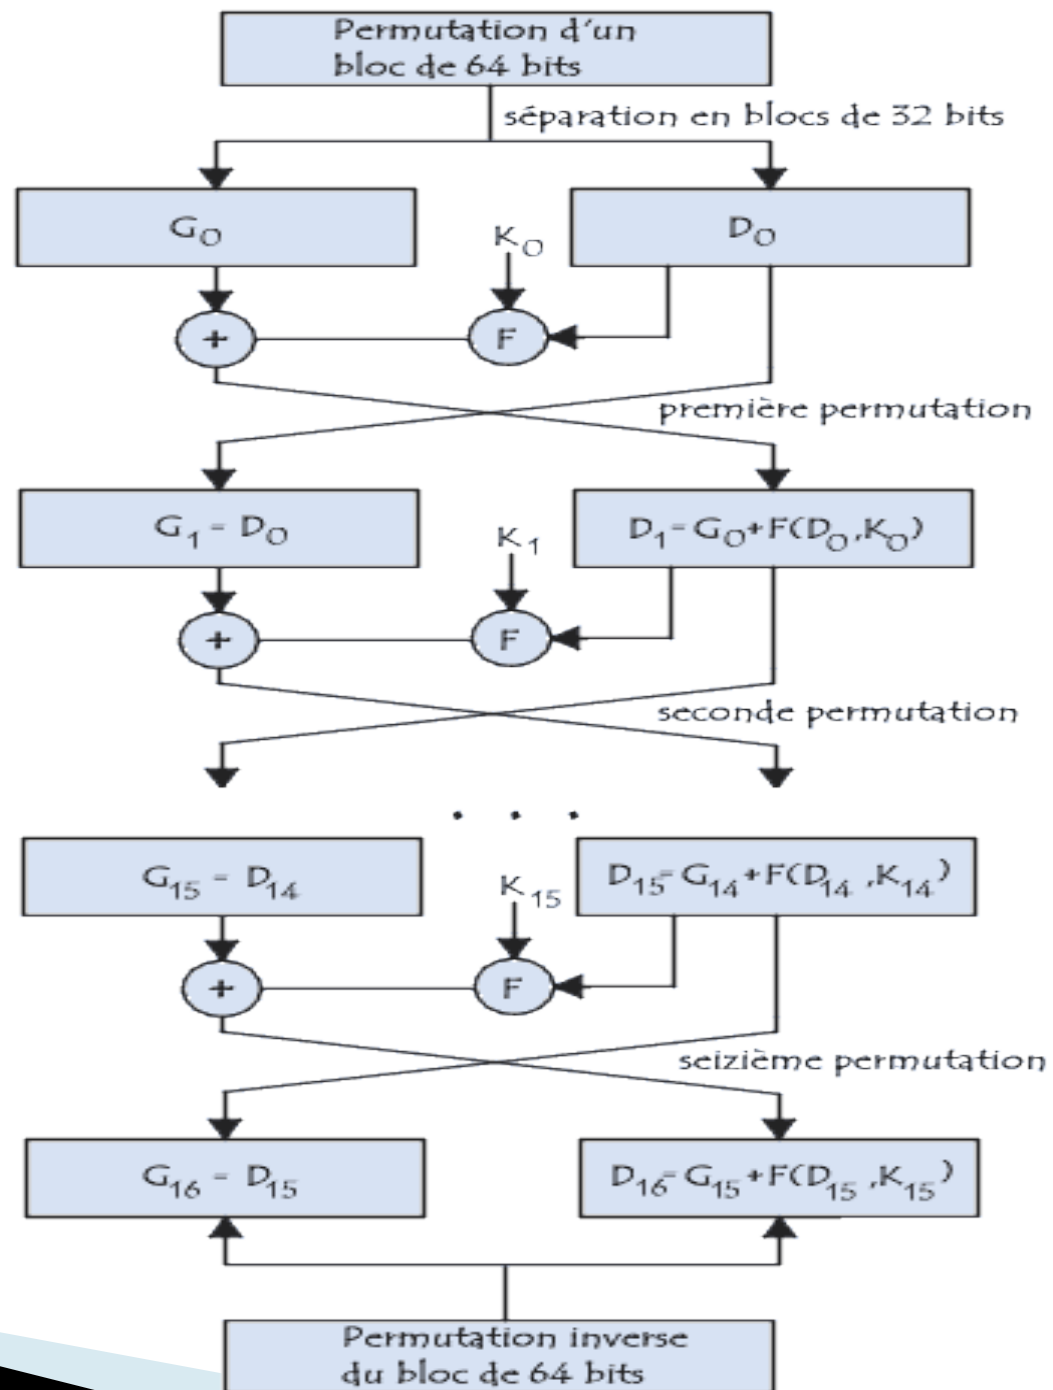 Permutation d'un
bloc de 64 bits
séparation en blocs de 32 bits
G0
K0
D0
+
F
première permutation
G1 - D0
K1
D1 - G0+F(D0,K0)
+
F
seconde permutation
. . .
G15 - D14
K15
D15- G14+F(D14,K14)
+
F
seizième permutation
G16 - D15
D16- G15+F(D15,K15)
Permutation inverse
du bloc de 64 bits